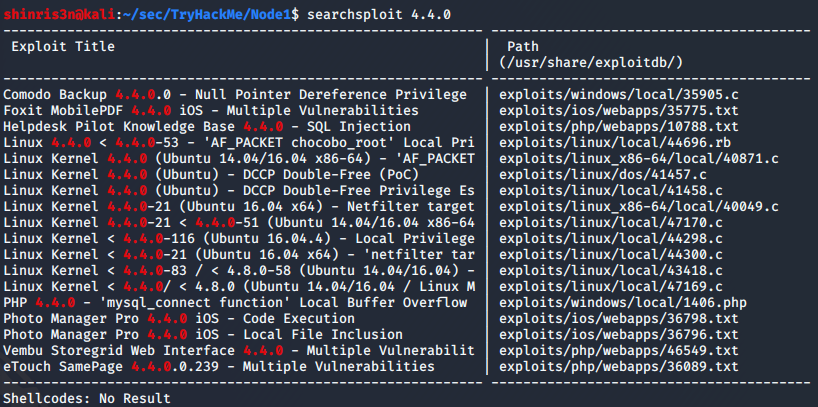 shinris3n@kali:~/sec/TryHackMe/Node1$ searchsploit 4.4.0
---------------------------------------------------------- ----------------------------------------
Exploit Title | Path
| (/usr/share/exploitdb/)
---------------------------------------------------------- ----------------------------------------
Comodo Backup 4.4.0.0 - Null Pointer Dereference Privilege | exploits/windows/local/35905.c
Foxit MobilePDF 4.4.0 iOS - Multiple Vulnerabilities | exploits/ios/webapps/35775.txt
Helpdesk Pilot Knowledge Base 4.4.0 - SQL Injection | exploits/php/webapps/10788.txt
Linux 4.4.0 < 4.4.0-53 - 'AF_PACKET chocobo_root' Local Pri | exploits/linux/local/44696.rb
Linux Kernel 4.4.0 (Ubuntu 14.04/16.04 x86-64) - 'AF_PACKET | exploits/linux_x86-64/local/40871.c
Linux Kernel 4.4.0 (Ubuntu) - DCCP Double-Free (PoC) | exploits/linux/dos/41457.c
Linux Kernel 4.4.0 (Ubuntu) - DCCP Double-Free Privilege Es | exploits/linux/local/41458.c
Linux Kernel 4.4.0-21 (Ubuntu 16.04 x64) - Netfilter target | exploits/linux_x86-64/local/40049.c
Linux Kernel 4.4.0-21 < 4.4.0-51 (Ubuntu 14.04/16.04 x86-64 | exploits/linux/local/47170.c
Linux Kernel < 4.4.0-116 (Ubuntu 16.04.4) - Local Privilege | exploits/linux/local/44298.c
Linux Kernel < 4.4.0-21 (Ubuntu 16.04 x64) - 'netfilter tar | exploits/linux/local/44300.c
Linux Kernel < 4.4.0-83 / < 4.8.0-58 (Ubuntu 14.04/16.04) - | exploits/linux/local/43418.c
Linux Kernel < 4.4.0/ < 4.8.0 (Ubuntu 14.04/16.04 / Linux M | exploits/linux/local/47169.c
PHP 4.4.0 - 'mysql_connect function' Local Buffer Overflow | exploits/windows/local/1406.php
Photo Manager Pro 4.4.0 iOS - Code Execution | exploits/ios/webapps/36798.txt
Photo Manager Pro 4.4.0 iOS - Local File Inclusion | exploits/ios/webapps/36796.txt
Vembu Storegrid Web Interface 4.4.0 - Multiple Vulnerabilit | exploits/php/webapps/46549.txt
eTouch SamePage 4.4.0.0.239 - Multiple Vulnerabilities | exploits/php/webapps/36089.txt
---------------------------------------------------------- ----------------------------------------
Shellcodes: No Result